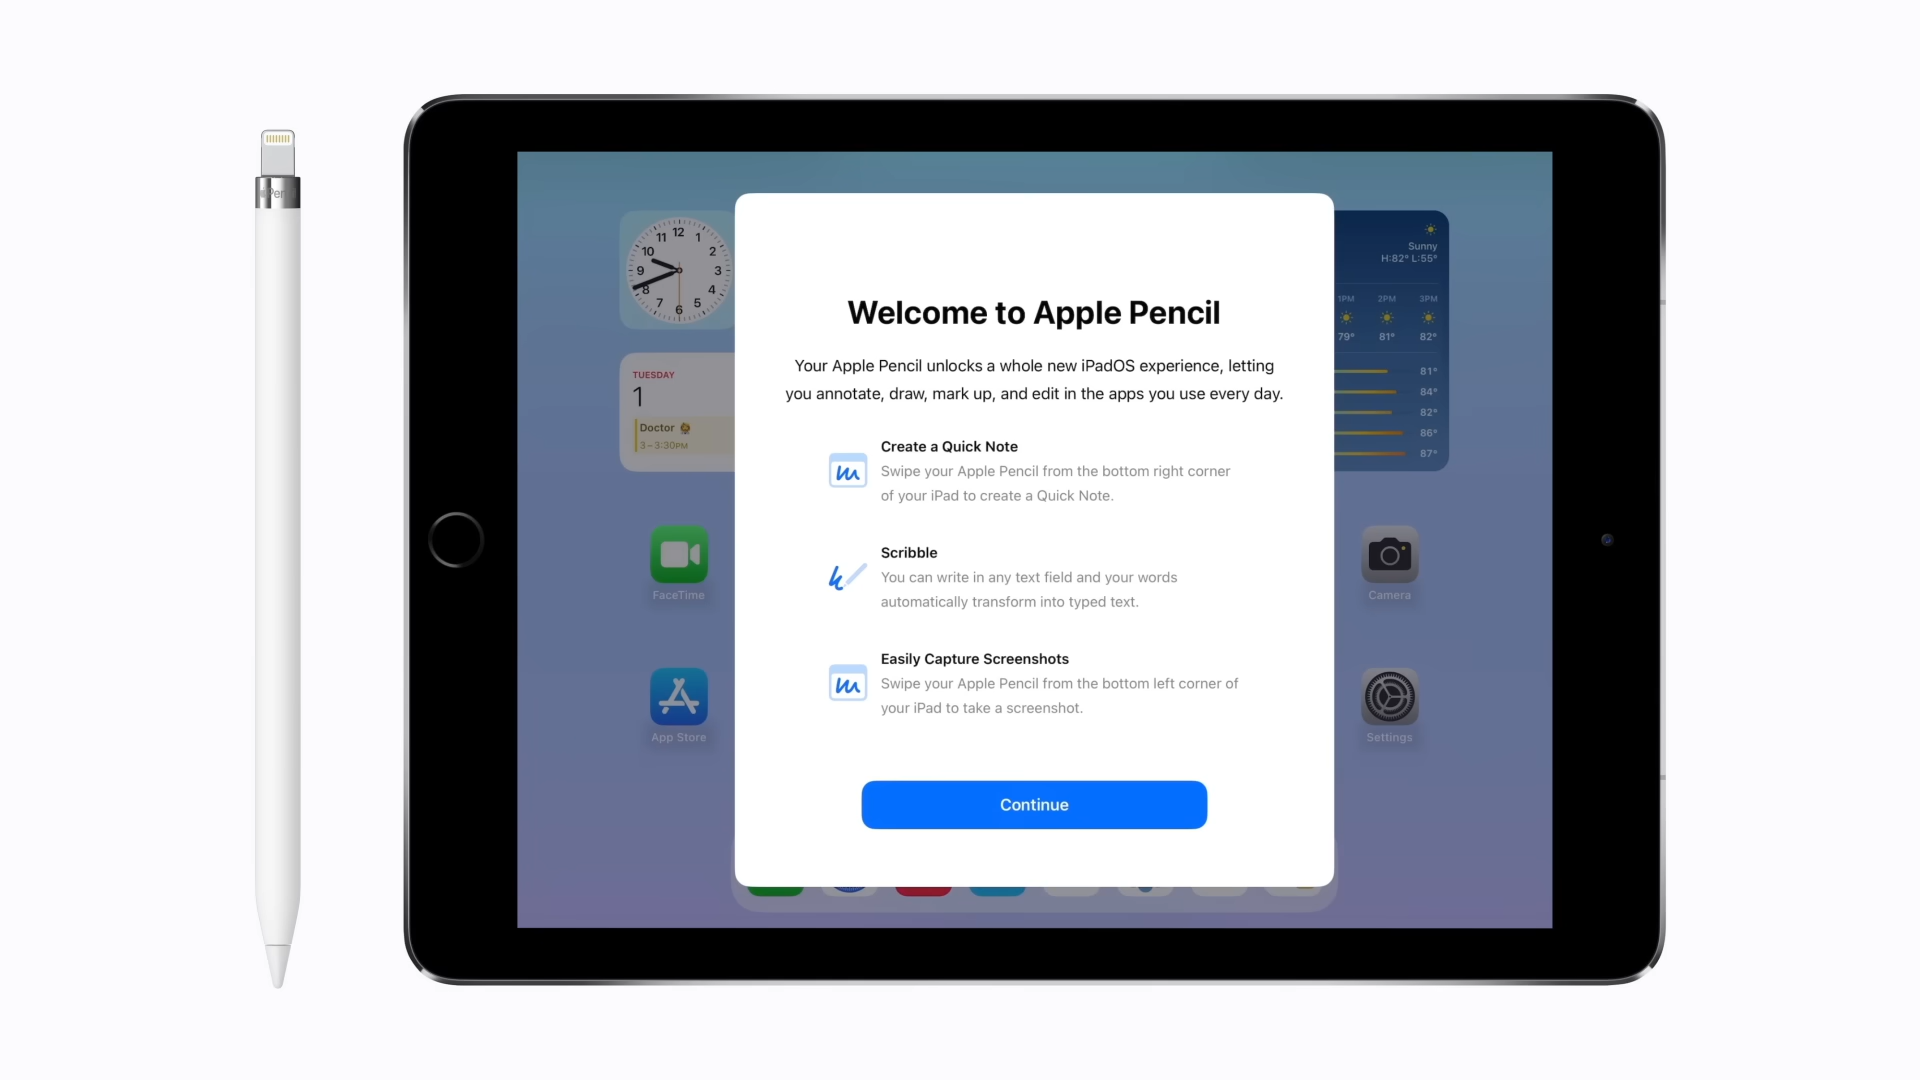 12
11
1
10
2
9
3
8
4
7
5
6
TUESDAY
1
Doctor
3–3:30PM
FaceTime
App Store
Welcome to Apple Pencil
Your Apple Pencil unlocks a whole new iPadOS experience, letting
you annotate, draw, mark up, and edit in the apps you use every day.
Create a Quick Note
Swipe your Apple Pencil from the bottom right corner
of your iPad to create a Quick Note.
Scribble
You can write in any text field and your words
automatically transform into typed text.
Easily Capture Screenshots
Swipe your Apple Pencil from the bottom left corner of
your iPad to take a screenshot.
Continue
Sunny
H:82° L:55°
1PM 2PM 3PM
79° 81° 82°
81°
84°
82°
86°
87°
Camera
Settings